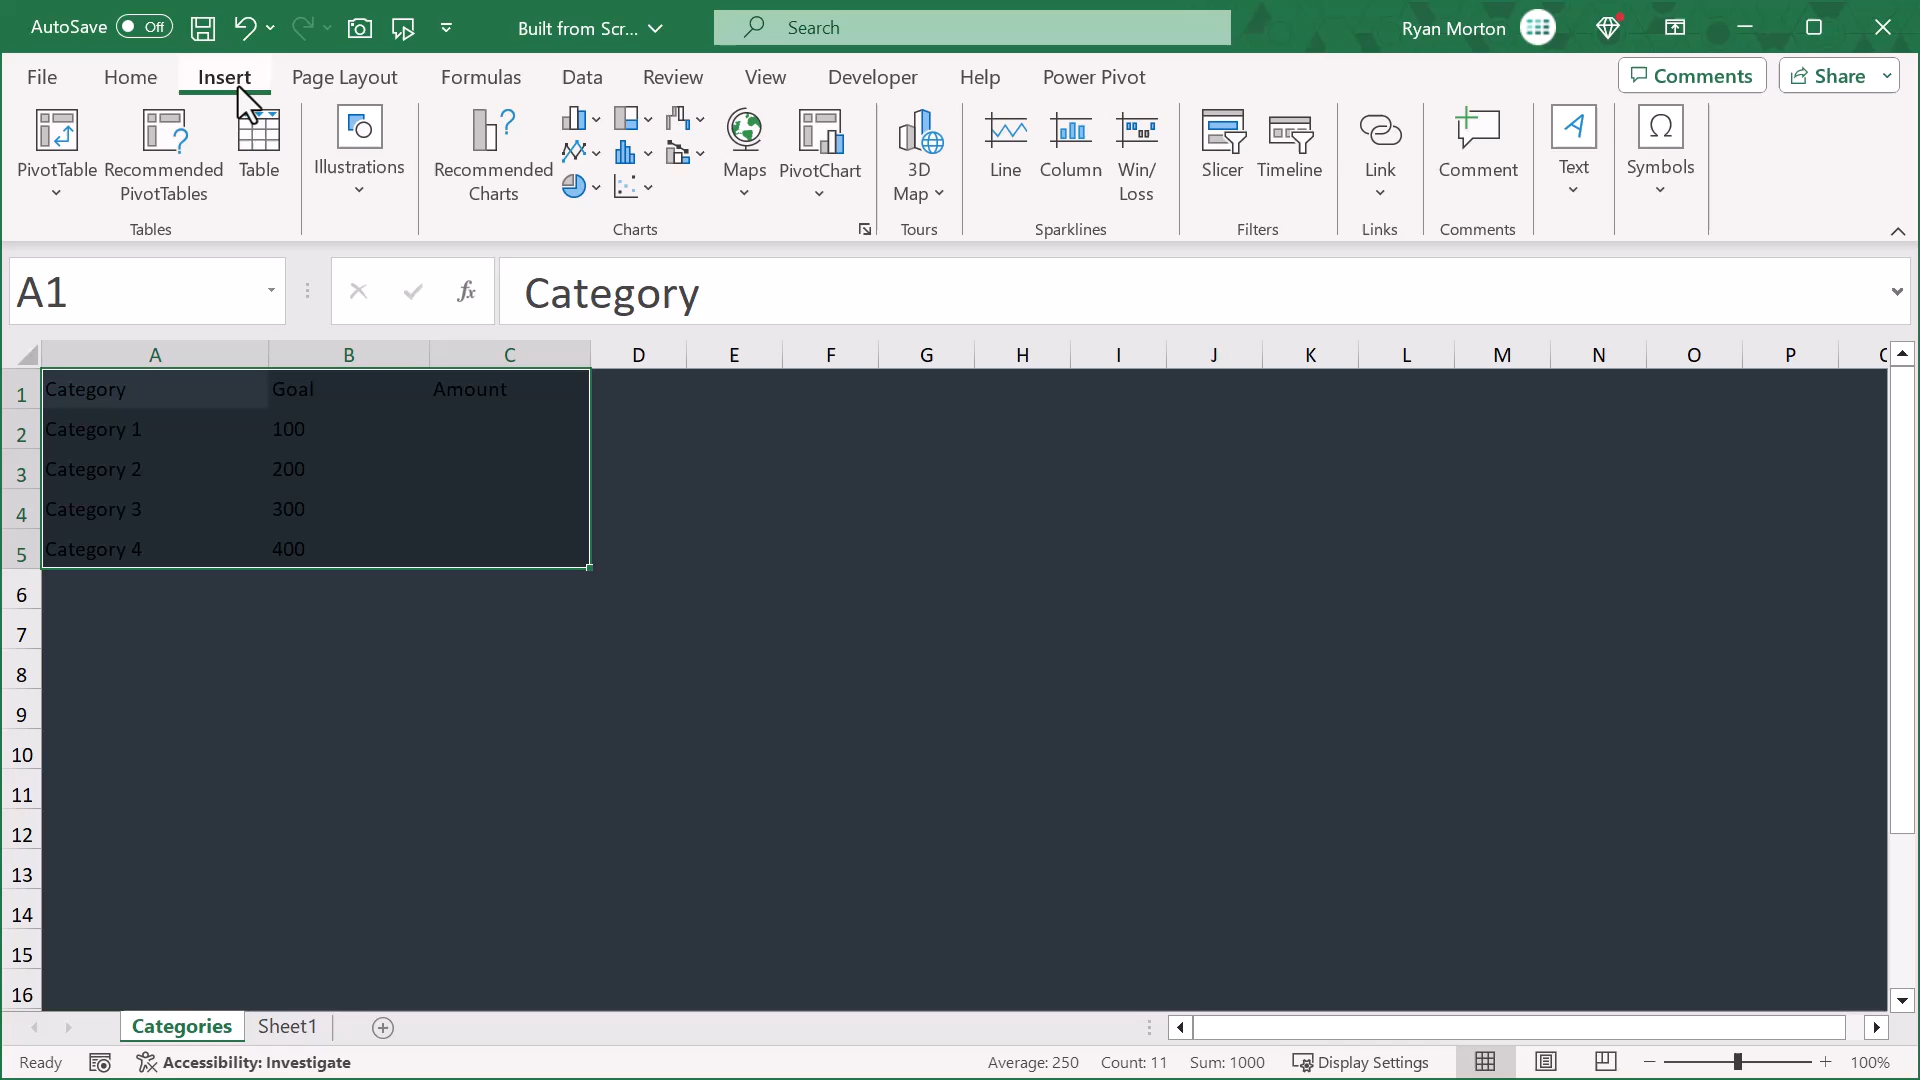 AutoSave Off Built from Scr... Search Ryan Morton
File Home Insert Page Layout Formulas Data Review View Developer Help Power Pivot Comments Share
PivotTable Recommended PivotTables Table Illustrations Recommended Charts Maps PivotChart 3D Map Line Column Win/Loss Slicer Timeline Link Comment Text Symbols
Tables Charts Tours Sparklines Filters Links Comments
A1 fx Category
A B C D E F G H I J K L M N O P
1 Category Goal Amount
2 Category 1 100
3 Category 2 200
4 Category 3 300
5 Category 4 400
6
7
8
9
10
11
12
13
14
15
16
Categories Sheet1
Ready Accessibility: Investigate Average: 250 Count: 11 Sum: 1000 Display Settings 100%